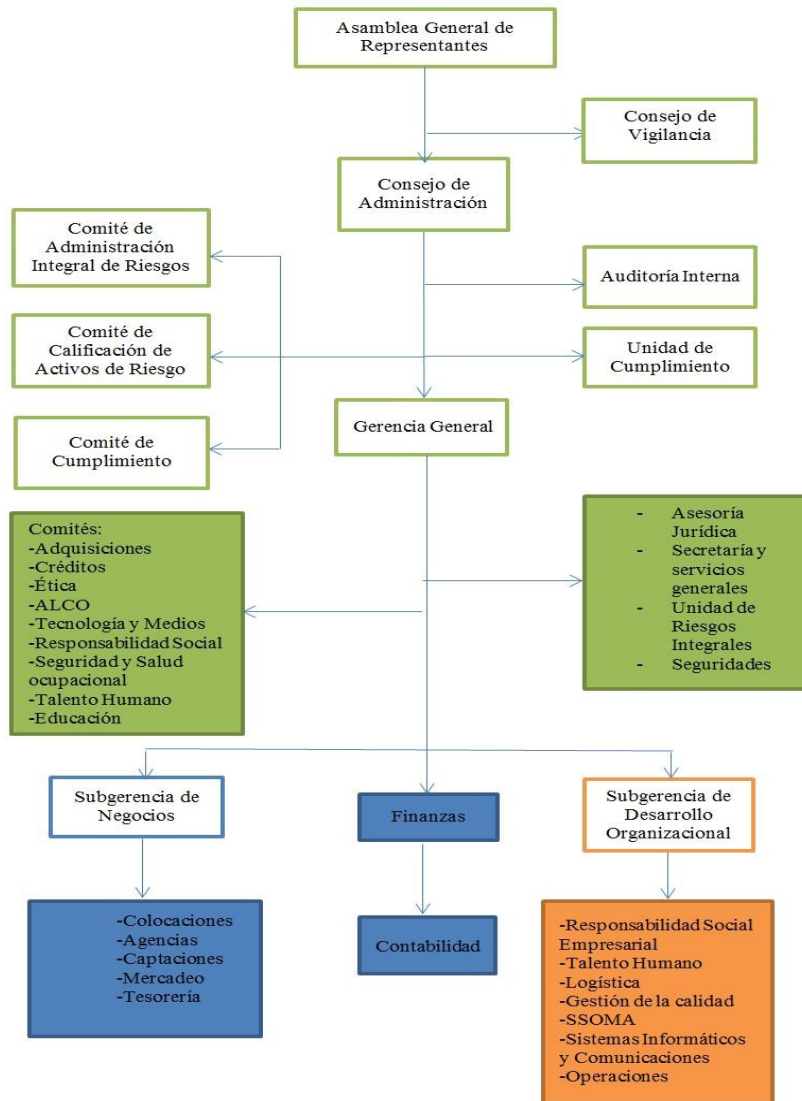 Asamblea General de
Representantes
Consejo de
Vigilancia
Consejo de
Administración
Comité de
Administración
Integral de Riesgos
Auditoría Interna
Comité de
Calificación de
Activos de Riesgo
Unidad de
Cumplimiento
Gerencia General
Comité de
Cumplimiento
Comités:
-Adquisiciones
-Créditos
-Ética
-ALCO
-Tecnología y Medios
-Responsabilidad Social
-Seguridad y Salud
ocupacional
-Talento Humano
-Educación
- Asesoría
Jurídica
- Secretaría y
servicios
generales
- Unidad de
Riesgos
Integrales
- Seguridades
Subgerencia de
Negocios
Finanzas
Subgerencia de
Desarrollo
Organizacional
-Colocaciones
-Agencias
-Captaciones
-Mercadeo
-Tesorería
Contabilidad
-Responsabilidad Social
Empresarial
-Talento Humano
-Logística
-Gestión de la calidad
-SSOMA
-Sistemas Informáticos
y Comunicaciones
-Operaciones